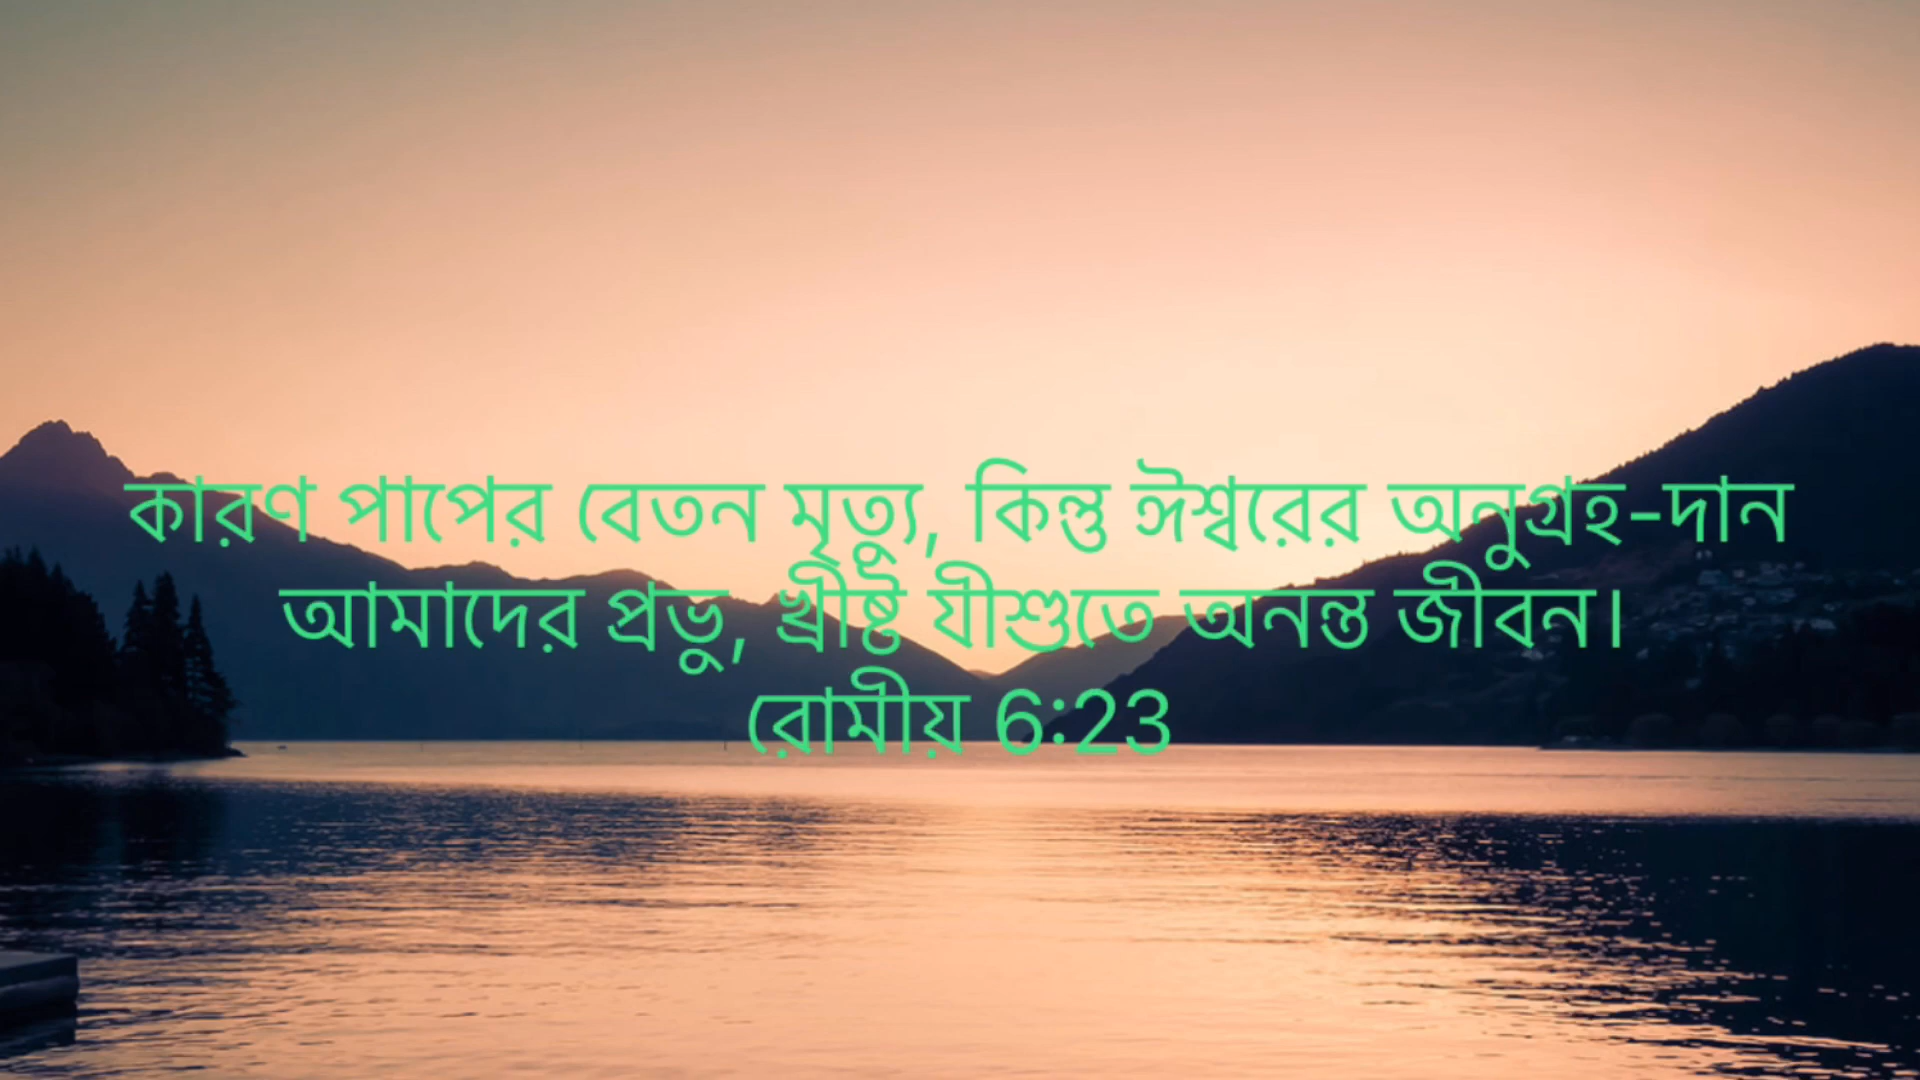 কারণ পাপের বেতন মৃত্যু, কিন্তু ঈশ্বরের অনুগ্রহ-দান
আমাদের প্রভু, খ্রীষ্ট যীশুতে অনন্ত জীবন।
রোমীয় 6:23